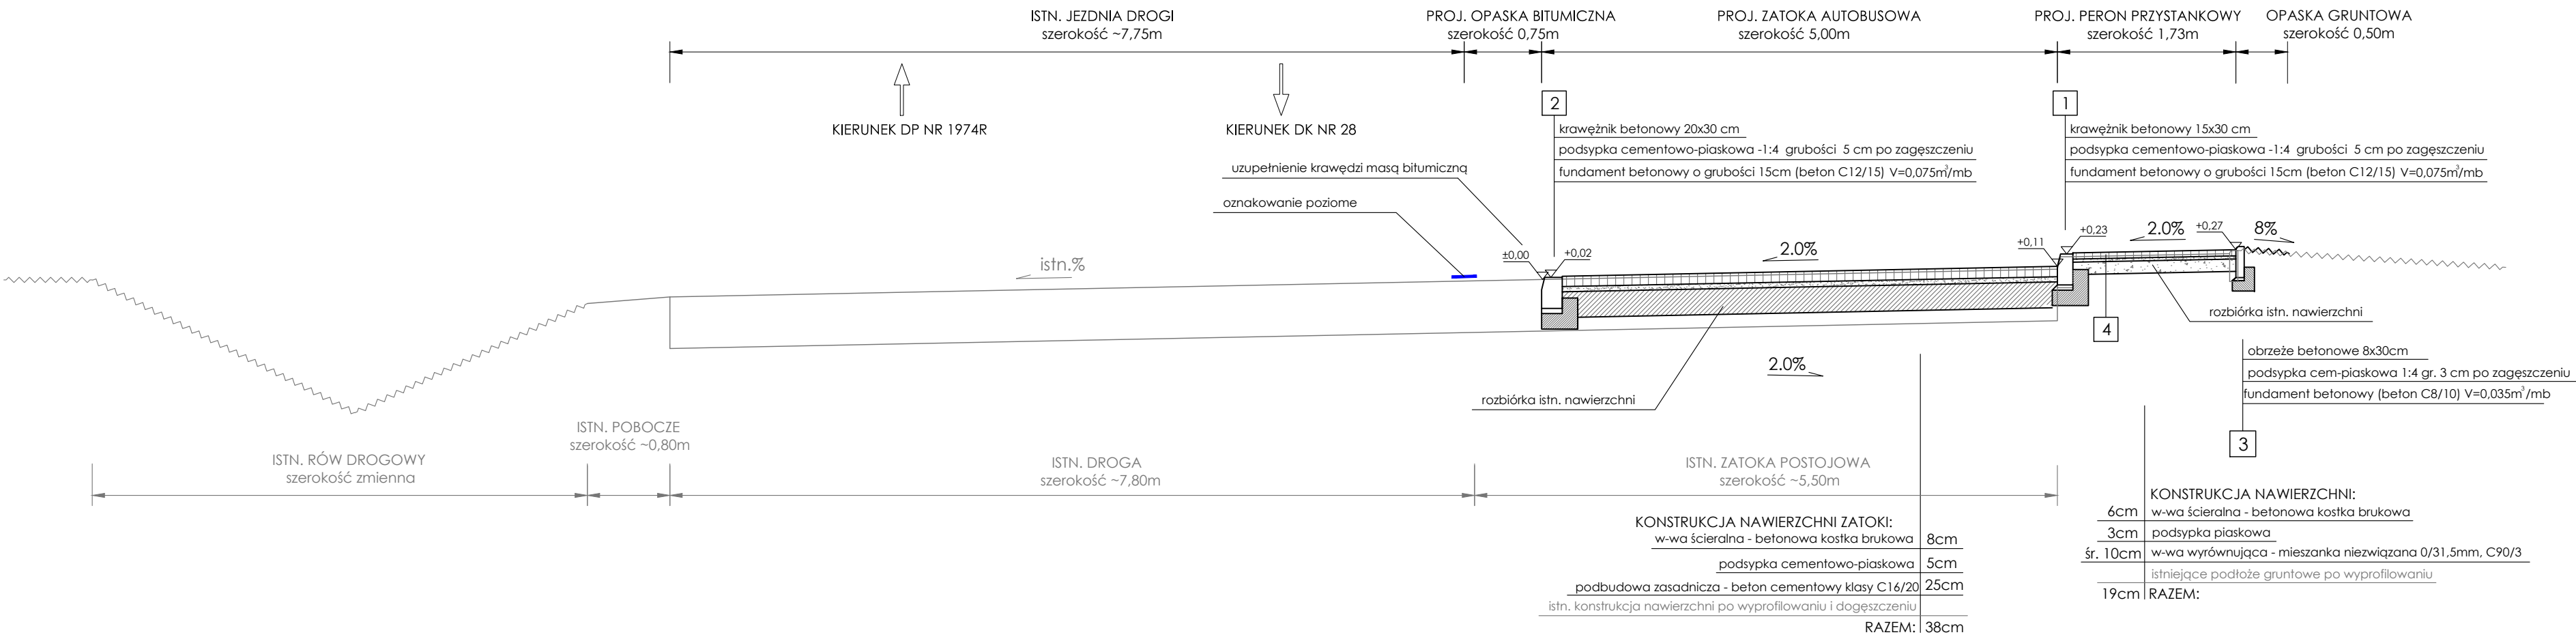 ISTN. JEZDNIA DROGI
szerokość ~7,75m
PROJ. OPASKA BITUMICZNA
szerokość 0,75m
PROJ. ZATOKA AUTOBUSOWA
szerokość 5,00m
PROJ. PERON PRZYSTANKOWY
szerokość 1,73m
OPASKA GRUNTOWA
szerokość 0,50m
KIERUNEK DP NR 1974R
KIERUNEK DK NR 28
2
krawężnik betonowy 20x30 cm
podsypka cementowo-piaskowa -1:4 grubości 5 cm po zagęszczeniu
fundament betonowy o grubości 15cm (beton C12/15) V=0,075m³/mb
1
krawężnik betonowy 15x30 cm
podsypka cementowo-piaskowa -1:4 grubości 5 cm po zagęszczeniu
fundament betonowy o grubości 15cm (beton C12/15) V=0,075m³/mb
uzupełnienie krawędzi masą bitumiczną
oznakowanie poziome
istn.%
±0,00
+0,02
2.0%
+0,11
+0,23
2.0%
+0,27
8%
4
rozbiórka istn. nawierzchni
2.0%
rozbiórka istn. nawierzchni
obrzeże betonowe 8x30cm
podsypka cem-piaskowa 1:4 gr. 3 cm po zagęszczeniu
fundament betonowy (beton C8/10) V=0,035m³/mb
3
ISTN. RÓW DROGOWY
szerokość zmienna
ISTN. POBOCZE
szerokość ~0,80m
ISTN. DROGA
szerokość ~7,80m
ISTN. ZATOKA POSTOJOWA
szerokość ~5,50m
KONSTRUKCJA NAWIERZCHNI ZATOKI:
w-wa ścieralna - betonowa kostka brukowa 8cm
podsypka cementowo-piaskowa 5cm
podbudowa zasadnicza - beton cementowy klasy C16/20 25cm
istn. konstrukcja nawierzchni po wyprofilowaniu i dogęszczeniu
RAZEM: 38cm
KONSTRUKCJA NAWIERZCHNI:
6cm w-wa ścieralna - betonowa kostka brukowa
3cm podsypka piaskowa
śr. 10cm w-wa wyrównująca - mieszanka niezwiązana 0/31,5mm, C90/3
istniejące podłoże gruntowe po wyprofilowaniu
19cm RAZEM: